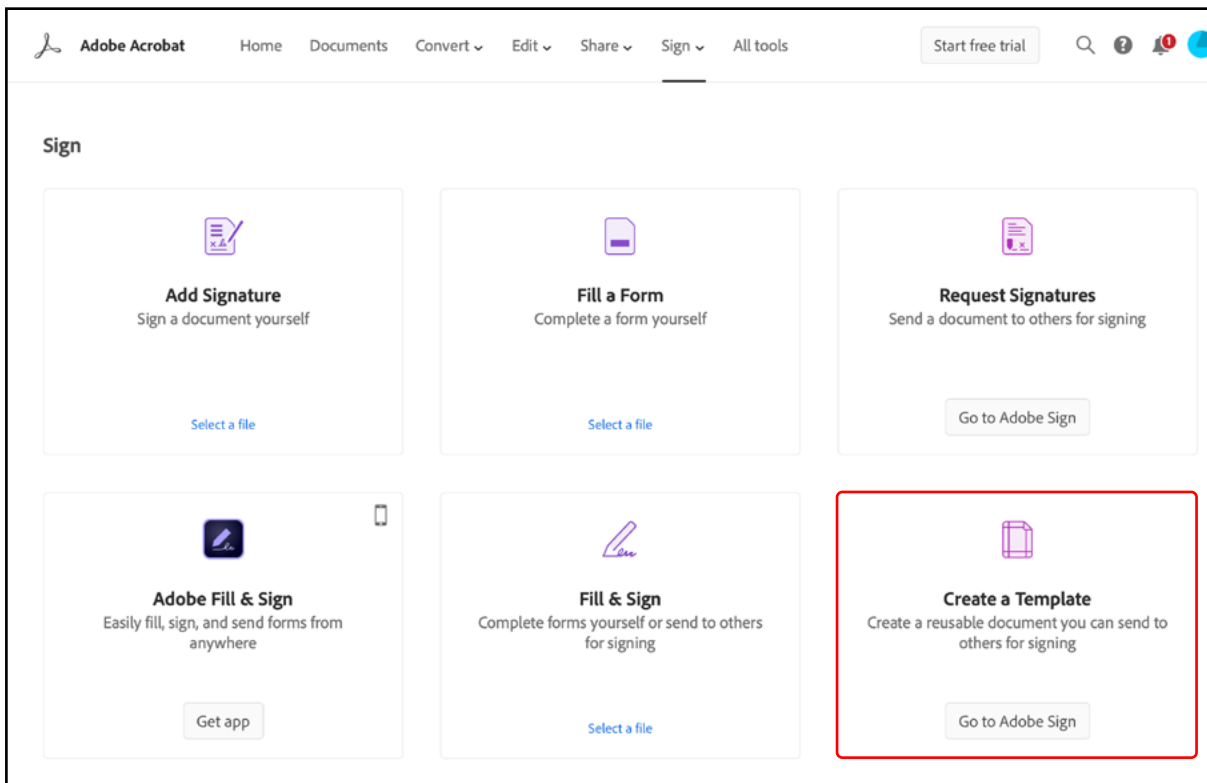 Adobe Acrobat Home Documents Convert Edit Share Sign All tools Start free trial 1
Sign
Add Signature
Sign a document yourself
Select a file
Fill a Form
Complete a form yourself
Select a file
Request Signatures
Send a document to others for signing
Go to Adobe Sign
Adobe Fill & Sign
Easily fill, sign, and send forms from
anywhere
Get app
Fill & Sign
Complete forms yourself or send to others
for signing
Select a file
Create a Template
Create a reusable document you can send to
others for signing
Go to Adobe Sign